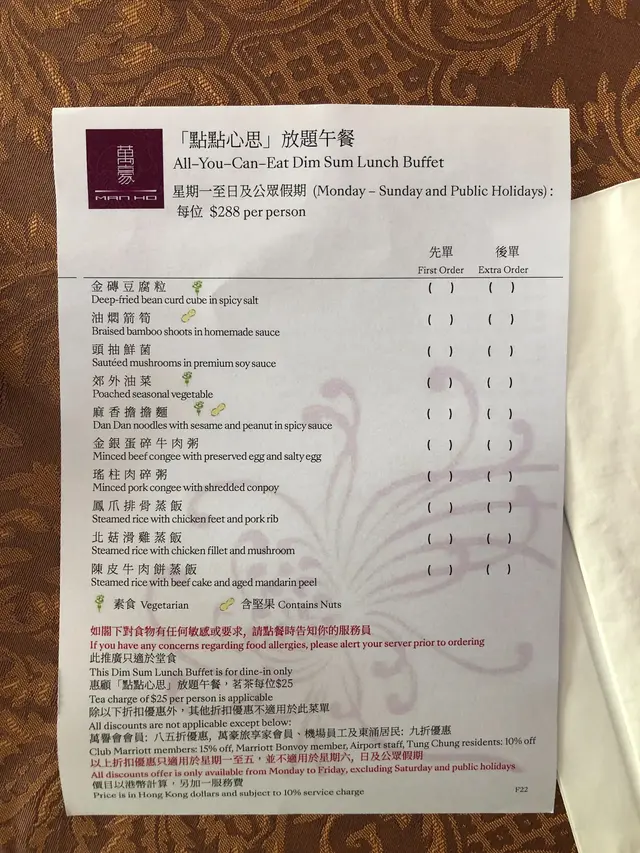 萬豪
MAN HO
「點點心思」放題午餐
All–You–Can–Eat Dim Sum Lunch Buffet
星期一至日及公眾假期 (Monday – Sunday and Public Holidays) :
每位 $288 per person
先單 後單
First Order Extra Order
金磚豆腐粒 ( ) ( )
Deep-fried bean curd cube in spicy salt
油燜箭筍 ( ) ( )
Braised bamboo shoots in homemade sauce
頭抽鮮菌 ( ) ( )
Sautéed mushrooms in premium soy sauce
郊外油菜 ( ) ( )
Poached seasonal vegetable
麻香擔擔麵 ( ) ( )
Dan Dan noodles with sesame and peanut in spicy sauce
金銀蛋碎牛肉粥 ( ) ( )
Minced beef congee with preserved egg and salty egg
瑤柱肉碎粥 ( ) ( )
Minced pork congee with shredded conpoy
鳳爪排骨蒸飯 ( ) ( )
Steamed rice with chicken feet and pork rib
北菇滑雞蒸飯 ( ) ( )
Steamed rice with chicken fillet and mushroom
陳皮牛肉餅蒸飯 ( ) ( )
Steamed rice with beef cake and aged mandarin peel
素食 Vegetarian 含堅果 Contains Nuts
如閣下對食物有任何敏感或要求, 請點餐時告知你的服務員
If you have any concerns regarding food allergies, please alert your server prior to ordering
此推廣只適於堂食
This Dim Sum Lunch Buffet is for dine-in only
惠顧「點點心思」放題午餐, 茗茶每位$25
Tea charge of $25 per person is applicable
除以下折扣優惠外, 其他折扣優惠不適用於此菜單
All discounts are not applicable except below:
萬譽會會員: 八五折優惠, 萬豪旅享家會員、機場員工及東涌居民: 九折優惠
Club Marriott members: 15% off, Marriott Bonvoy member, Airport staff, Tung Chung residents: 10% off
以上折扣優惠只適用於星期一至五, 並不適用於星期六, 日及公眾假期
All discounts offer is only available from Monday to Friday, excluding Saturday and public holidays
價目以港幣計算, 另加一服務費
Price is in Hong Kong dollars and subject to 10% service charge
F22